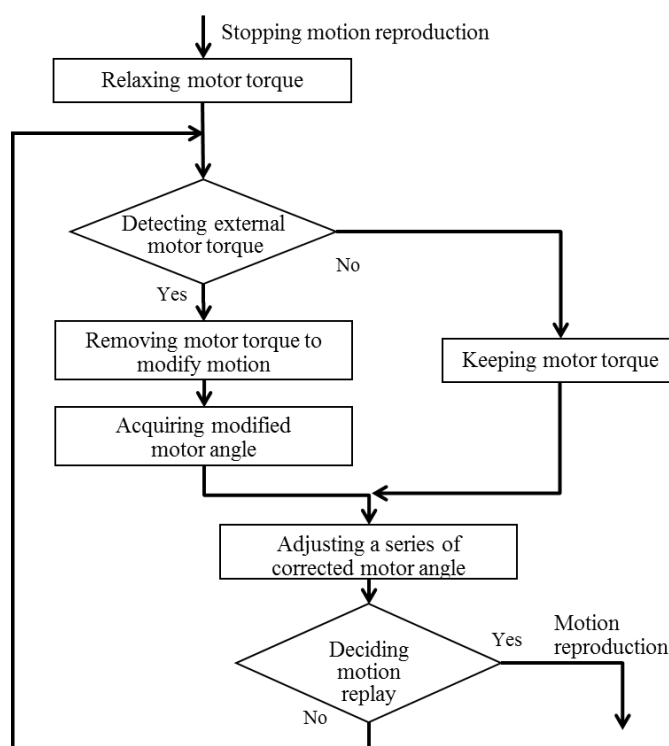 Stopping motion reproduction
Relaxing motor torque
Detecting external
motor torque
No
Yes
Removing motor torque to
modify motion
Keeping motor torque
Acquiring modified
motor angle
Adjusting a series of
corrected motor angle
Deciding
motion
replay
Yes
Motion
reproduction
No